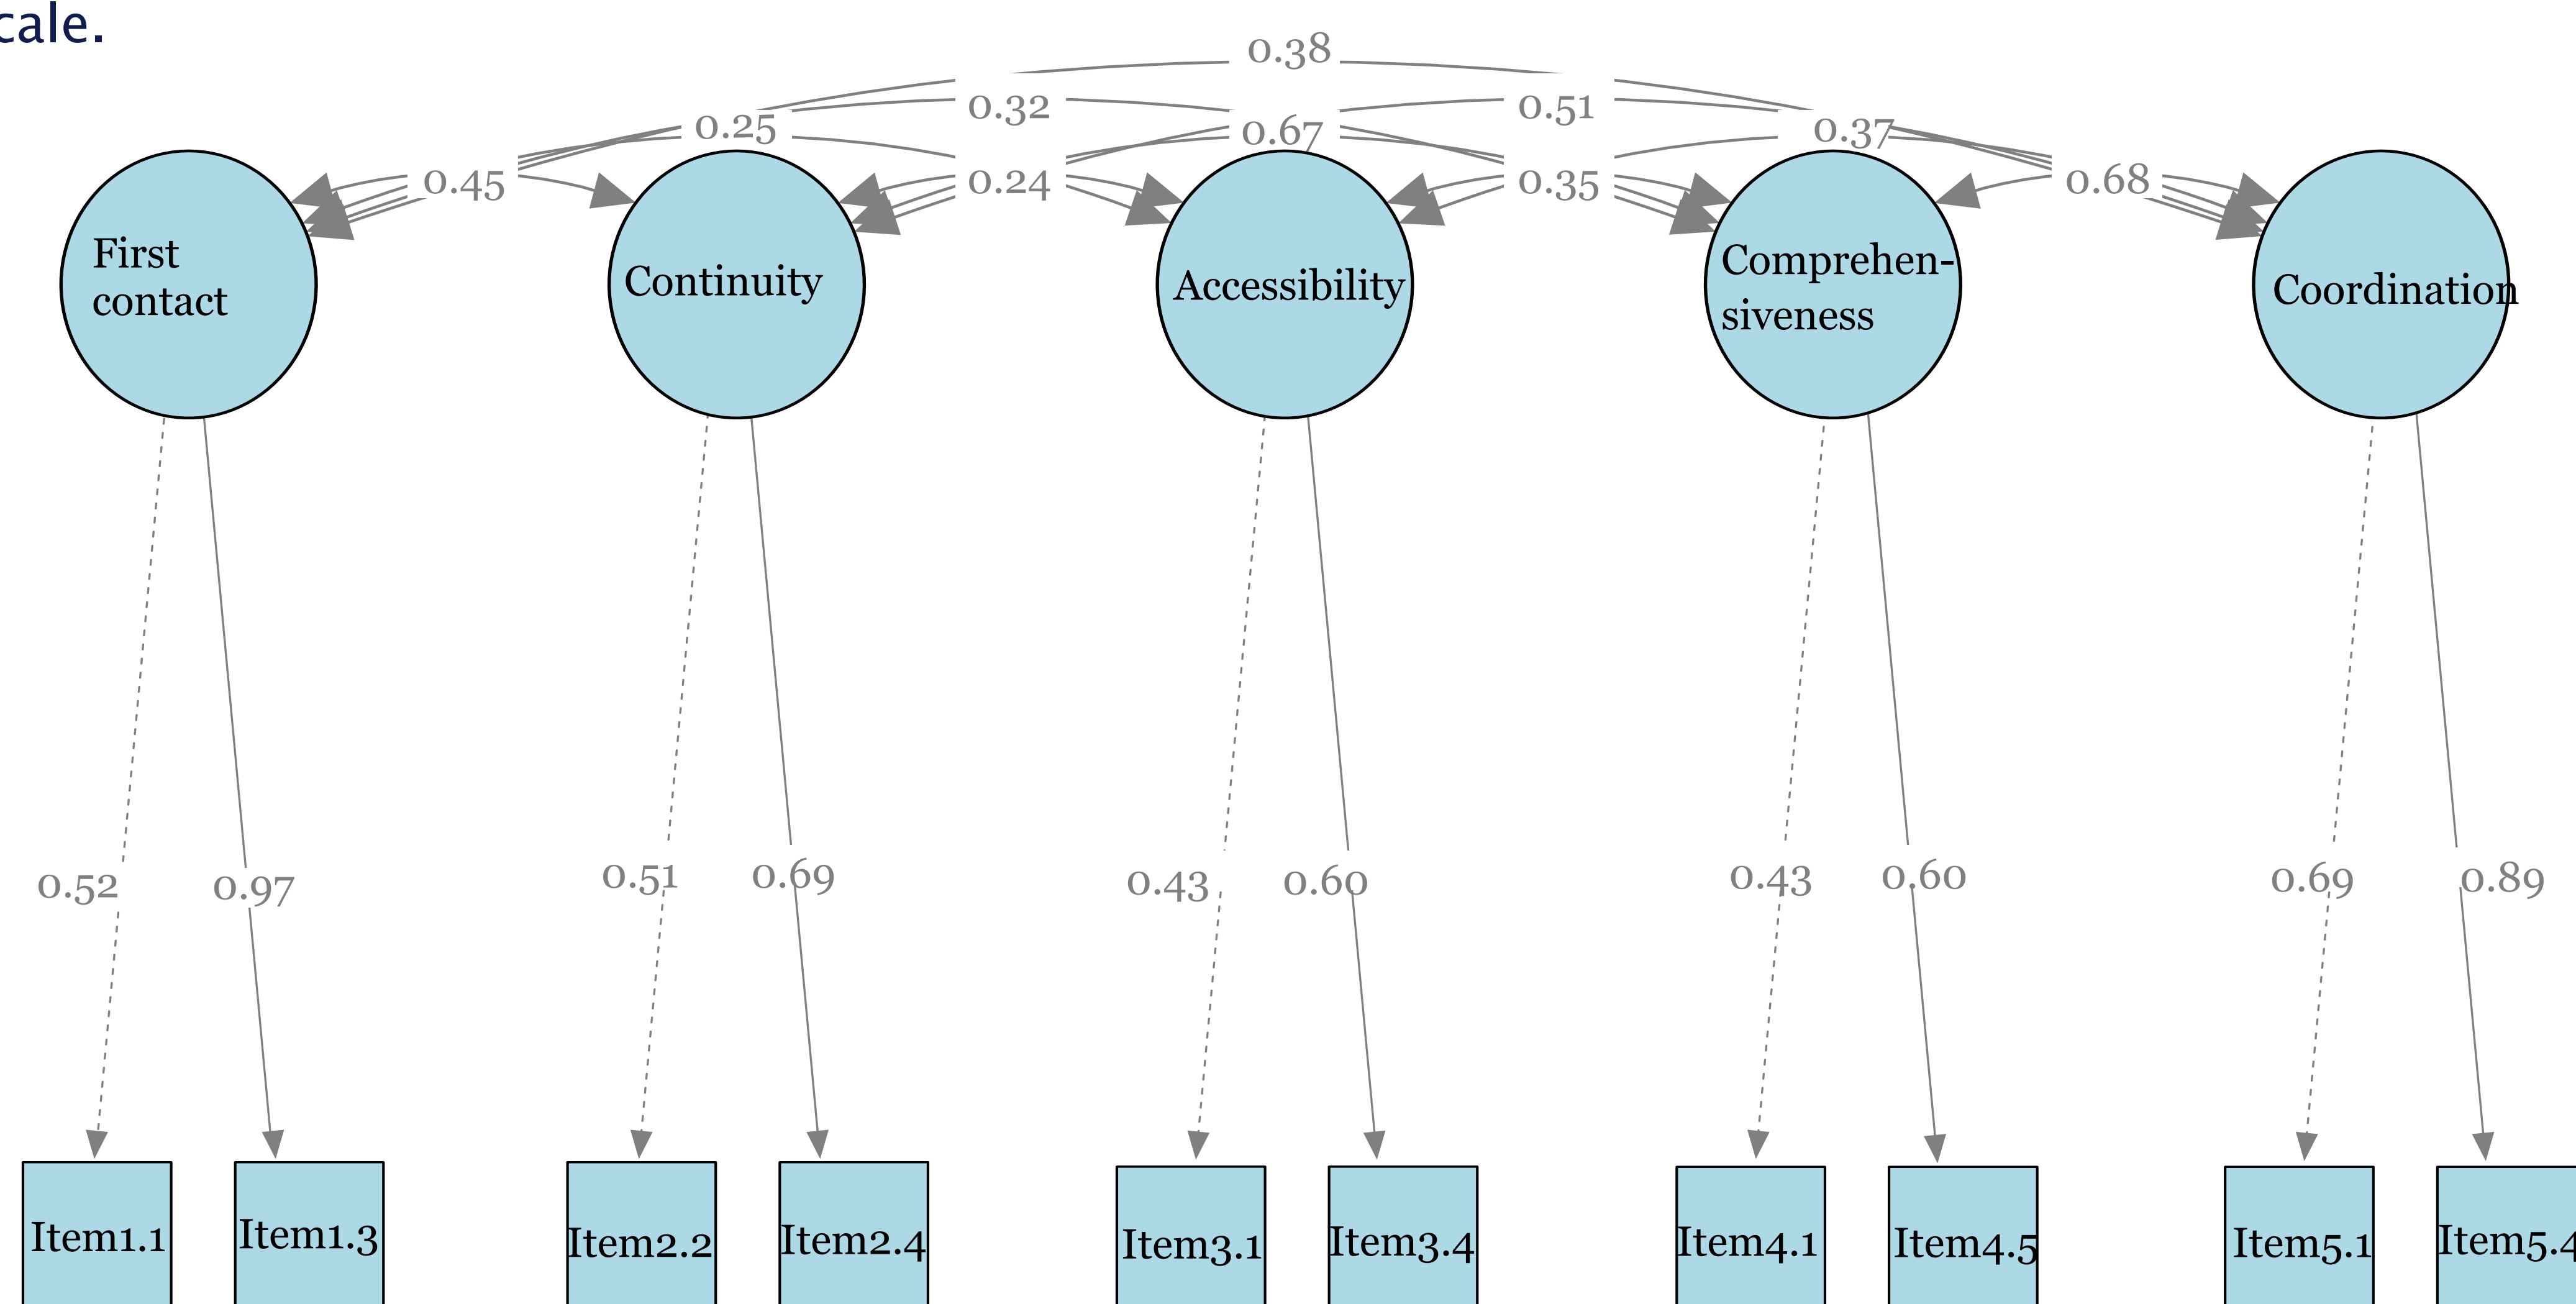 cale.
0.38
0.32
0.51
0.25
0.67
0.37
0.45
0.24
0.35
0.68
First
contact
Continuity
Accessibility
Comprehen-
siveness
Coordination
0.52
0.97
0.51
0.69
0.43
0.60
0.43
0.60
0.69
0.89
Item1.1
Item1.3
Item2.2
Item2.4
Item3.1
Item3.4
Item4.1
Item4.5
Item5.1
Item5.4